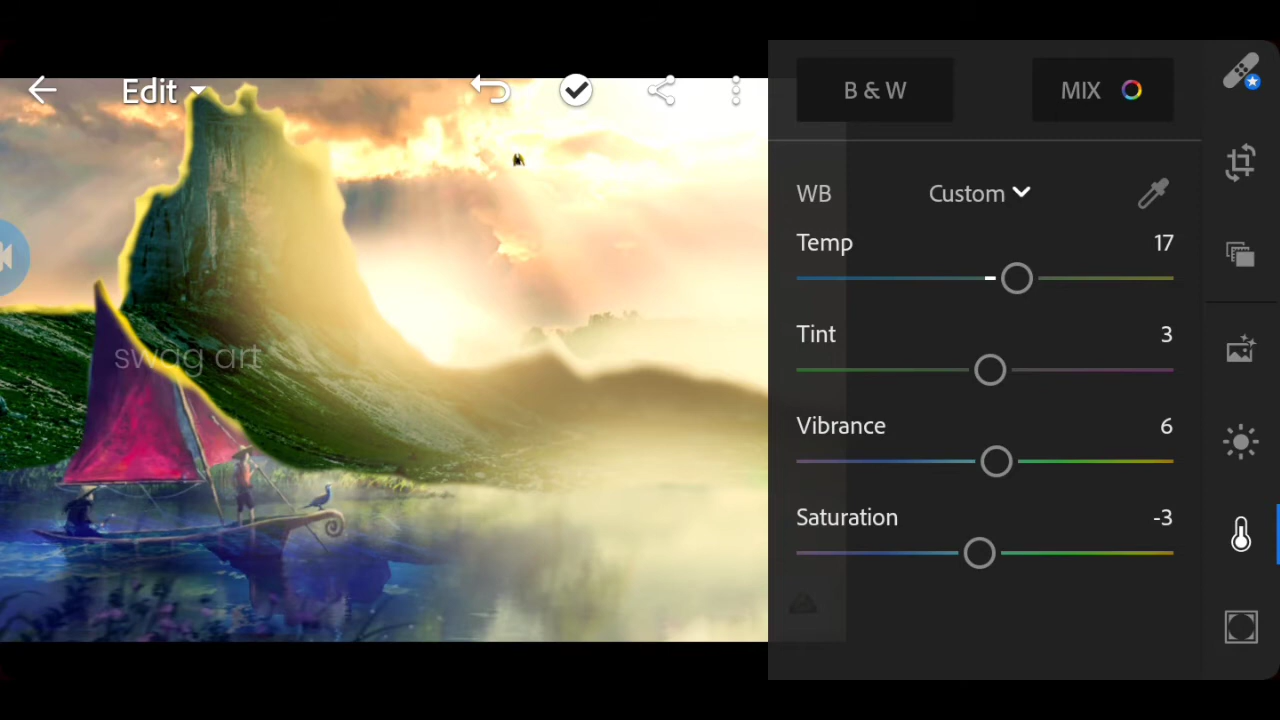 Edit
B & W
MIX
WB
Custom
Temp
17
Tint
3
Vibrance
6
Saturation
-3
swag art